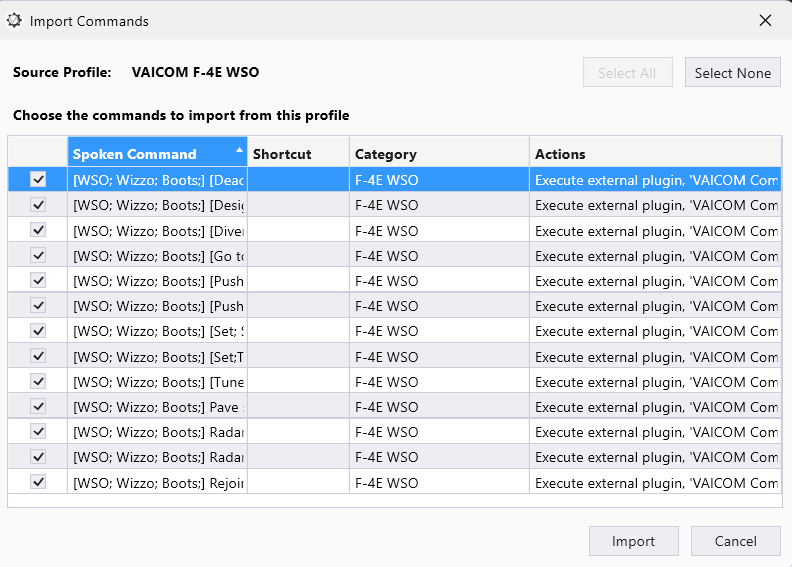 Import Commands
Source Profile: VAICOM F-4E WSO Select All Select None
Choose the commands to import from this profile
Spoken Command Shortcut Category Actions
[WSO; Wizzo; Boots;] [Deac F-4E WSO Execute external plugin, 'VAICOM Com
[WSO; Wizzo; Boots;] [Desig F-4E WSO Execute external plugin, 'VAICOM Com
[WSO; Wizzo; Boots;] [Diver F-4E WSO Execute external plugin, 'VAICOM Com
[WSO; Wizzo; Boots;] [Go to F-4E WSO Execute external plugin, 'VAICOM Com
[WSO; Wizzo; Boots;] [Push F-4E WSO Execute external plugin, 'VAICOM Com
[WSO; Wizzo; Boots;] [Push F-4E WSO Execute external plugin, 'VAICOM Com
[WSO; Wizzo; Boots;] [Set; S F-4E WSO Execute external plugin, 'VAICOM Com
[WSO; Wizzo; Boots;] [Set;T F-4E WSO Execute external plugin, 'VAICOM Com
[WSO; Wizzo; Boots;] [Tune F-4E WSO Execute external plugin, 'VAICOM Com
[WSO; Wizzo; Boots;] Pave F-4E WSO Execute external plugin, 'VAICOM Com
[WSO; Wizzo; Boots;] Radar F-4E WSO Execute external plugin, 'VAICOM Com
[WSO; Wizzo; Boots;] Radar F-4E WSO Execute external plugin, 'VAICOM Com
[WSO; Wizzo; Boots;] Rejoin F-4E WSO Execute external plugin, 'VAICOM Com
Import Cancel